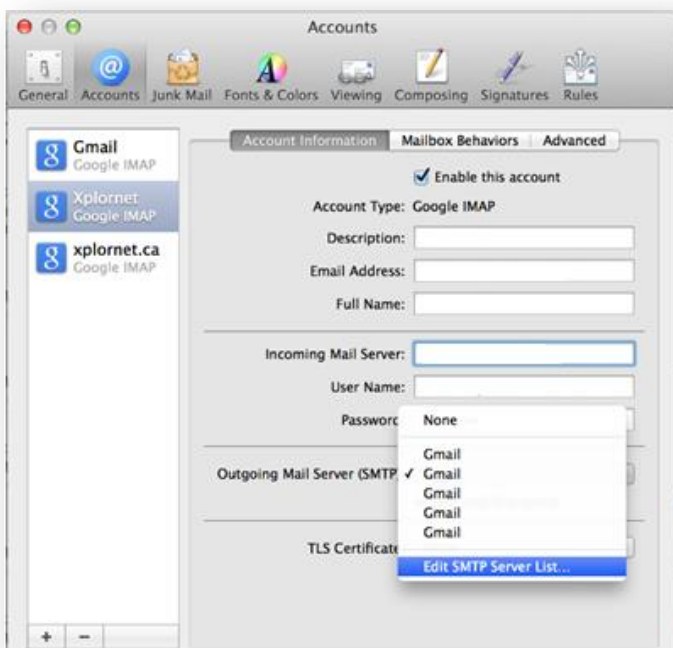 Accounts
General Accounts Junk Mail Fonts & Colors Viewing Composing Signatures Rules
Gmail
Google IMAP
Xplornet
Google IMAP
xplornet.ca
Google IMAP
Account Information Mailbox Behaviors Advanced
Enable this account
Account Type: Google IMAP
Description:
Email Address:
Full Name:
Incoming Mail Server:
User Name:
Password
Outgoing Mail Server (SMTP)
TLS Certificate
None
Gmail
✓ Gmail
Gmail
Gmail
Gmail
Edit SMTP Server List...
+ −